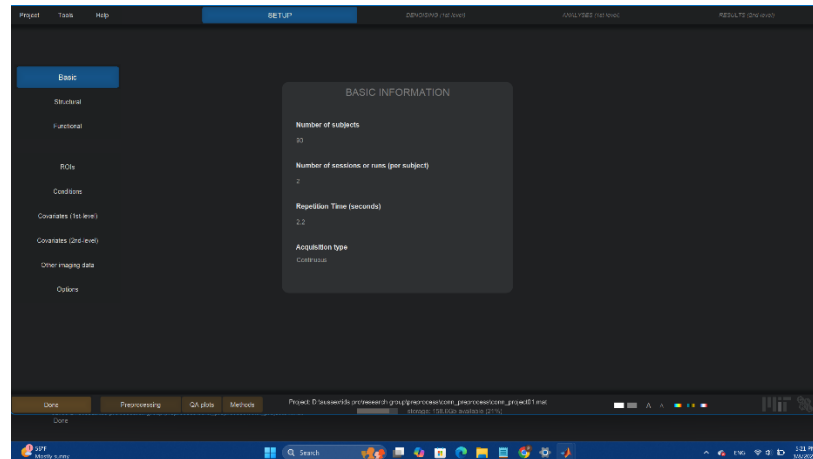 Project Tools Help SETUP DENOISING (1st-level) ANALYSES (1st-level) RESULTS (2nd-level)
Basic
Structural
Functional
ROIs
Conditions
Covariates (1st-level)
Covariates (2nd-level)
Other imaging data
Options
BASIC INFORMATION
Number of subjects
Number of sessions or runs (per subject)
2
Repetition Time (seconds)
2.2
Acquisition type
Continuous
Done Preprocessing QA plots Methods
storage: 158.0Gb available (21%)
Done
Mostly sunny
Search
ENG